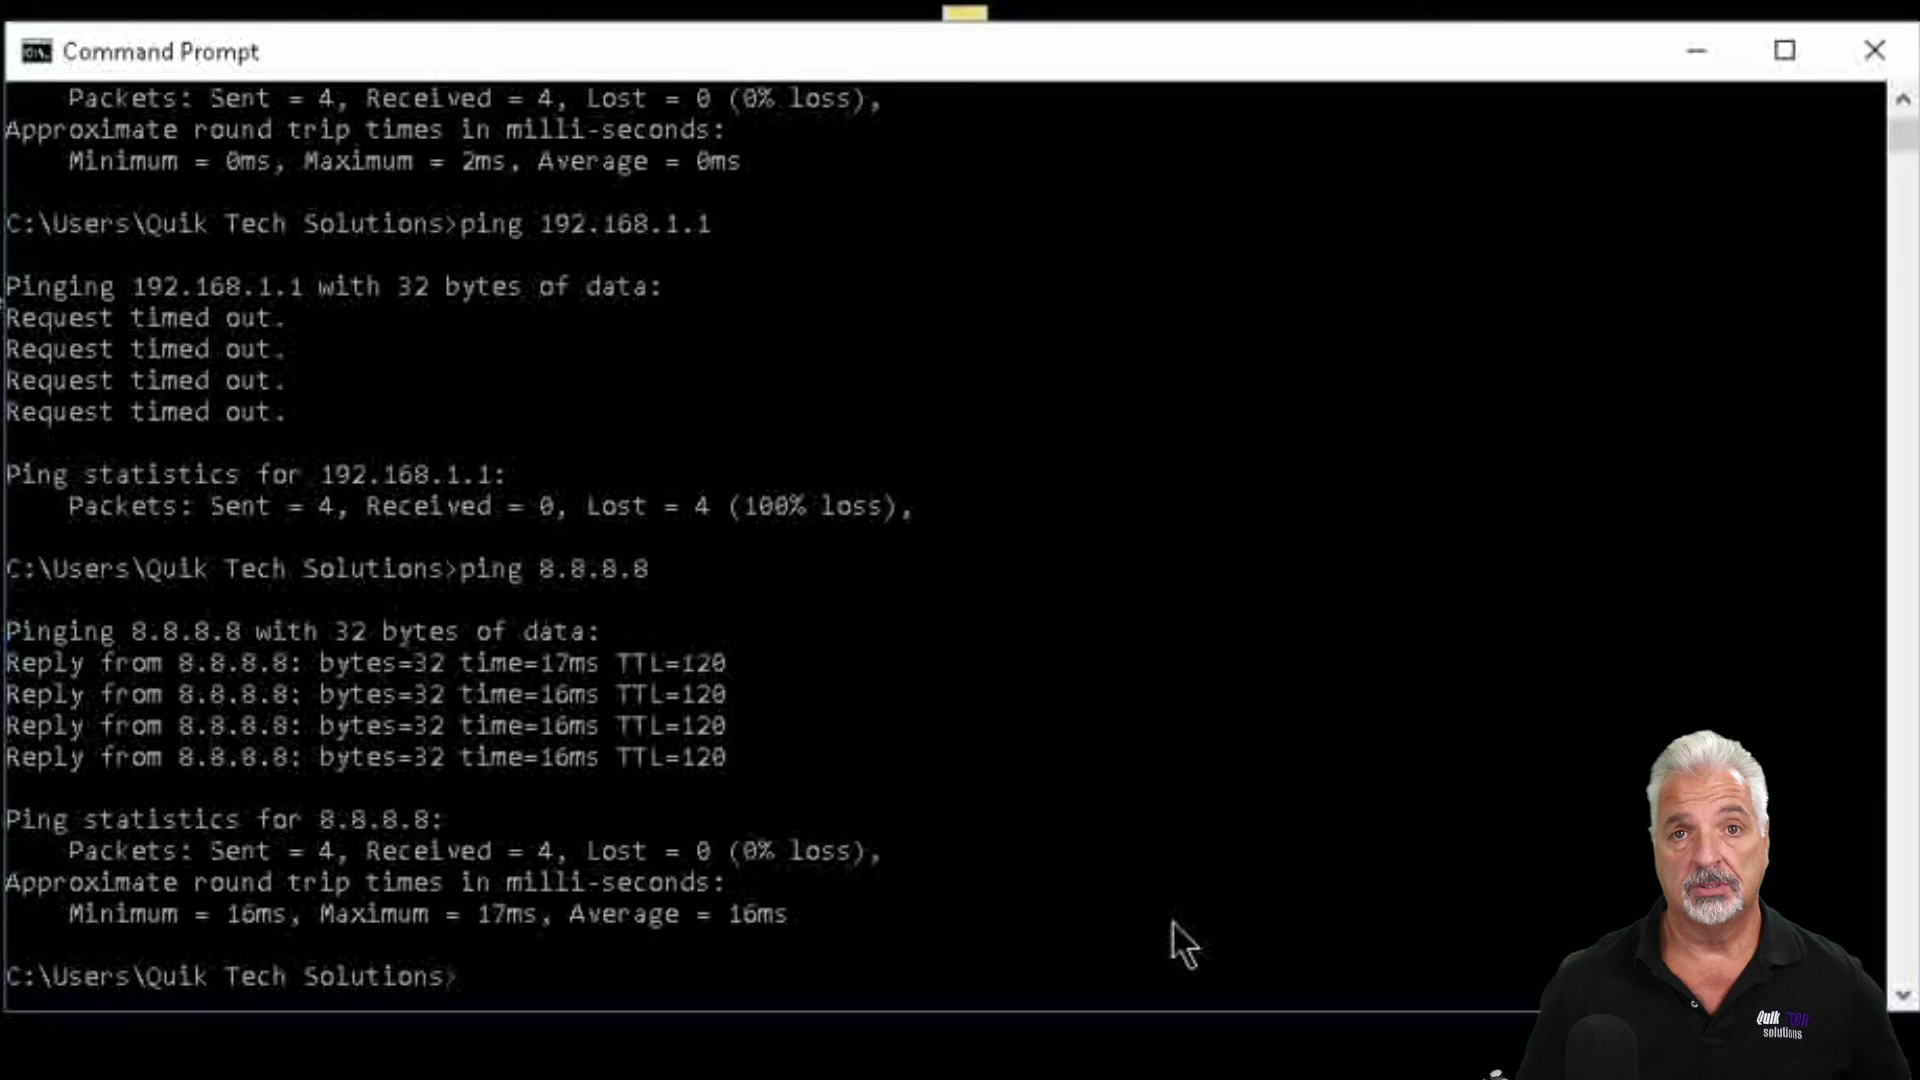 Command Prompt
Packets: Sent = 4, Received = 4, Lost = 0 (0% loss),
Approximate round trip times in milli-seconds:
Minimum = 0ms, Maximum = 2ms, Average = 0ms
C:\Users\Quik Tech Solutions>ping 192.168.1.1
Pinging 192.168.1.1 with 32 bytes of data:
Request timed out.
Request timed out.
Request timed out.
Request timed out.
Ping statistics for 192.168.1.1:
Packets: Sent = 4, Received = 0, Lost = 4 (100% loss),
C:\Users\Quik Tech Solutions>ping 8.8.8.8
Pinging 8.8.8.8 with 32 bytes of data:
Reply from 8.8.8.8: bytes=32 time=17ms TTL=120
Reply from 8.8.8.8: bytes=32 time=16ms TTL=120
Reply from 8.8.8.8: bytes=32 time=16ms TTL=120
Reply from 8.8.8.8: bytes=32 time=16ms TTL=120
Ping statistics for 8.8.8.8:
Packets: Sent = 4, Received = 4, Lost = 0 (0% loss),
Approximate round trip times in milli-seconds:
Minimum = 16ms, Maximum = 17ms, Average = 16ms
C:\Users\Quik Tech Solutions>
Quik TECH
solutions